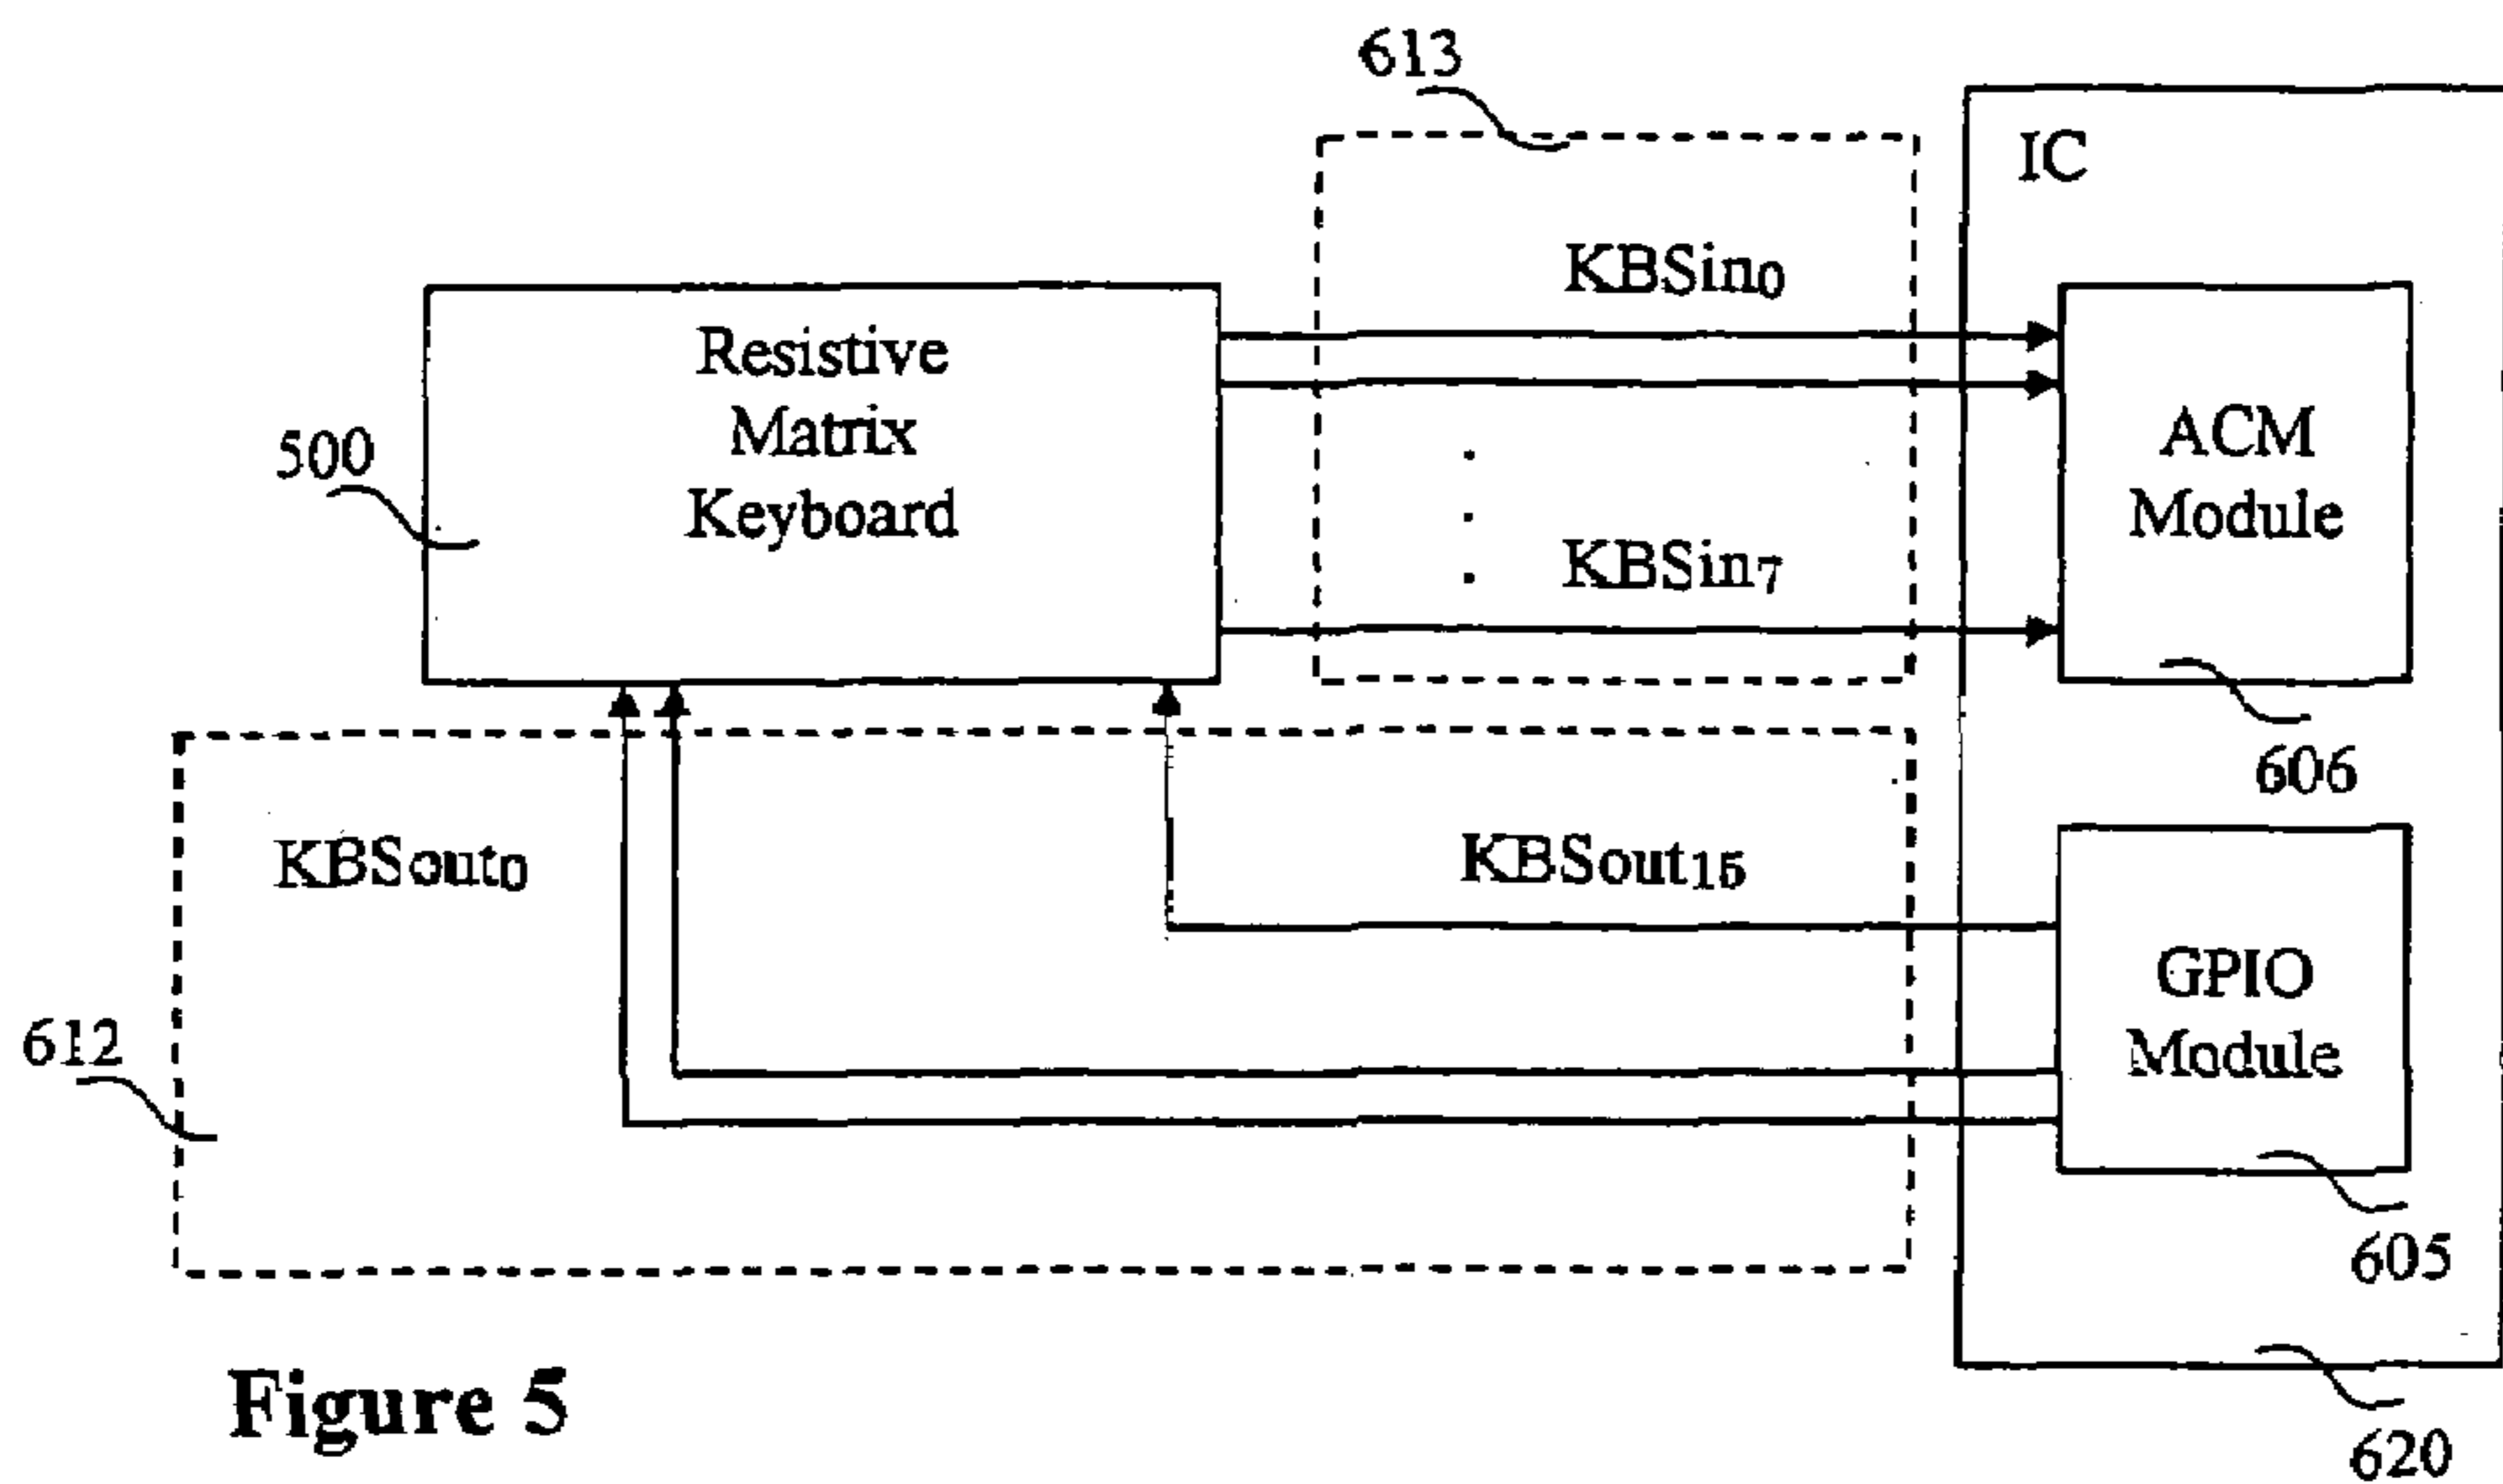 613
IC
KBSin0
Resistive
Matrix
Keyboard
500
ACM
Module
KBSin7
606
KBSout0
KBSout15
GPIO
Module
612
605
Figure 5
620